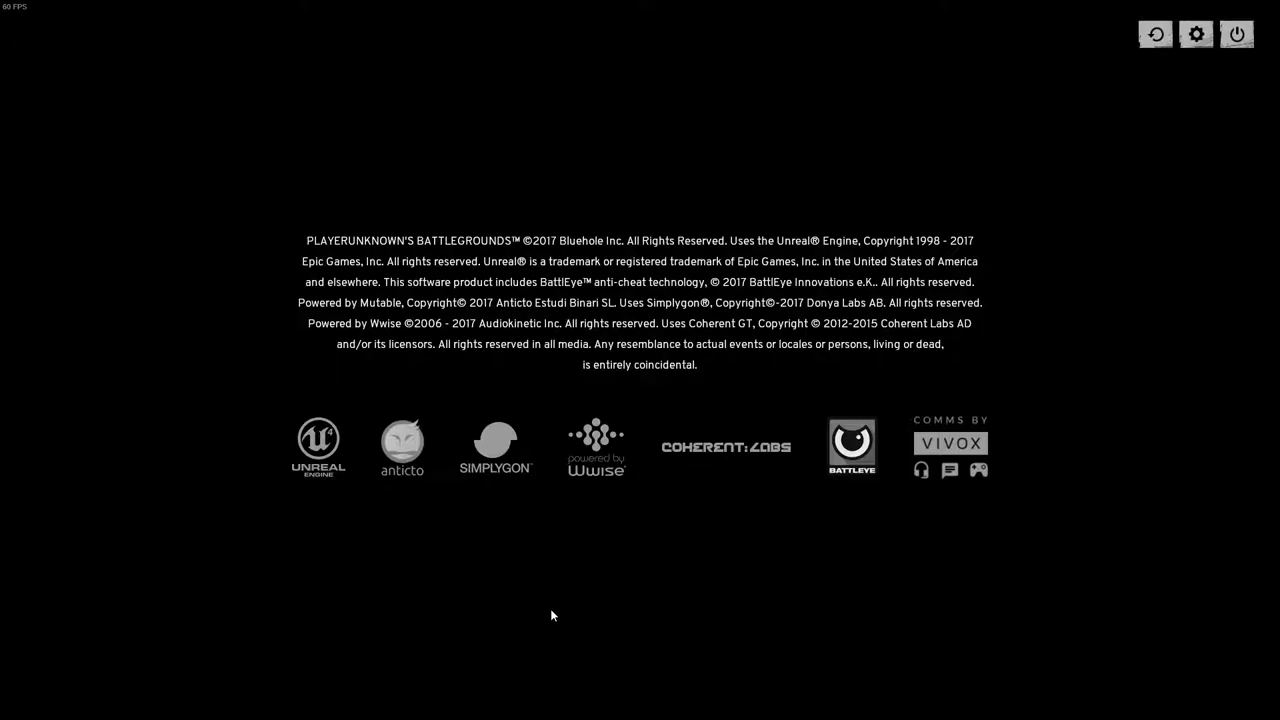 60 FPS
PLAYERUNKNOWN'S BATTLEGROUNDS™ ©2017 Bluehole Inc. All Rights Reserved. Uses the Unreal® Engine, Copyright 1998 - 2017
Epic Games, Inc. All rights reserved. Unreal® is a trademark or registered trademark of Epic Games, Inc. in the United States of America
and elsewhere. This software product includes BattlEye™ anti-cheat technology, © 2017 BattlEye Innovations e.K.. All rights reserved.
Powered by Mutable, Copyright© 2017 Anticto Estudi Binari SL. Uses Simplygon®, Copyright©-2017 Donya Labs AB. All rights reserved.
Powered by Wwise ©2006 - 2017 Audiokinetic Inc. All rights reserved. Uses Coherent GT, Copyright © 2012-2015 Coherent Labs AD
and/or its licensors. All rights reserved in all media. Any resemblance to actual events or locales or persons, living or dead,
is entirely coincidental.
UNREAL
ENGINE
anticto
SIMPLYGON™
powered by
Wwise
COHERENT:LABS
BATTLEYE
COMMS BY
VIVOX